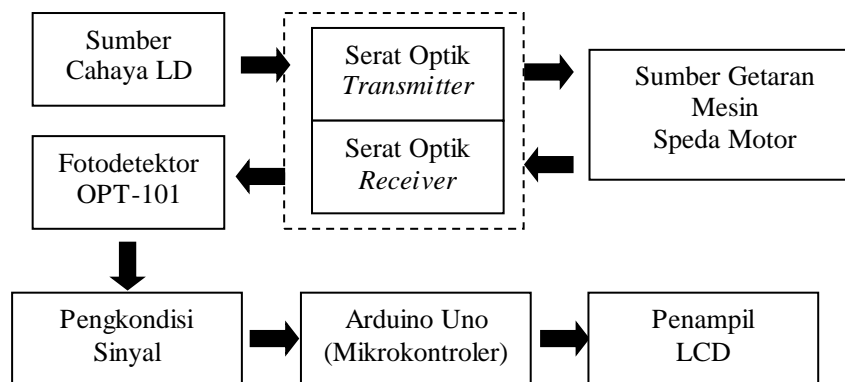 Sumber
Cahaya LD
Serat Optik
Transmitter
Sumber Getaran
Mesin
Speda Motor
Fotodetektor
OPT-101
Serat Optik
Receiver
Pengkondisi
Sinyal
Arduino Uno
(Mikrokontroler)
Penampil
LCD